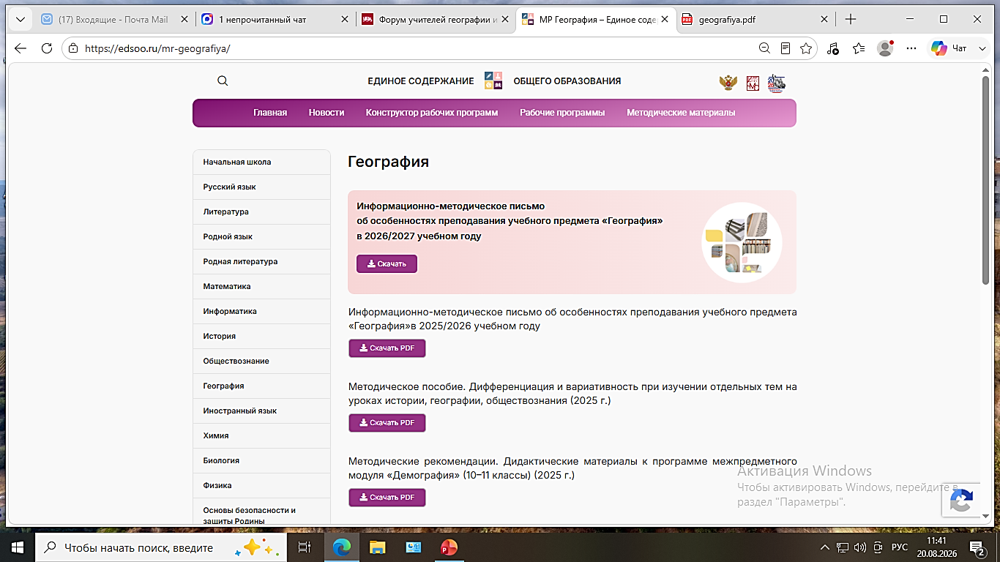 (17) Входящие - Почта Mail
1 непрочитанный чат
Форум учителей географии и
МР География – Единое соде
PDF
geografiya.pdf
https://edsoo.ru/mr-geografiya/
Чат
ЕДИНОЕ СОДЕРЖАНИЕ
ОБЩЕГО ОБРАЗОВАНИЯ
Главная
Новости
Конструктор рабочих программ
Рабочие программы
Методические материалы
Начальная школа
Русский язык
Литература
Родной язык
Родная литература
Математика
Информатика
История
Обществознание
География
Иностранный язык
Химия
Биология
Физика
Основы безопасности и
защиты Родины
География
Информационно-методическое письмо
об особенностях преподавания учебного предмета «География»
в 2026/2027 учебном году
Скачать
Информационно-методическое письмо об особенностях преподавания учебного предмета
«География»в 2025/2026 учебном году
Скачать PDF
Методическое пособие. Дифференциация и вариативность при изучении отдельных тем на
уроках истории, географии, обществознания (2025 г.)
Скачать PDF
Методические рекомендации. Дидактические материалы к программе межпредметного
модуля «Демография» (10–11 классы) (2025 г.)
Скачать PDF
Активация Windows
Чтобы активировать Windows, перейдите в
раздел "Параметры".
Чтобы начать поиск, введите
P
РУС
11:41
20.08.2026
2